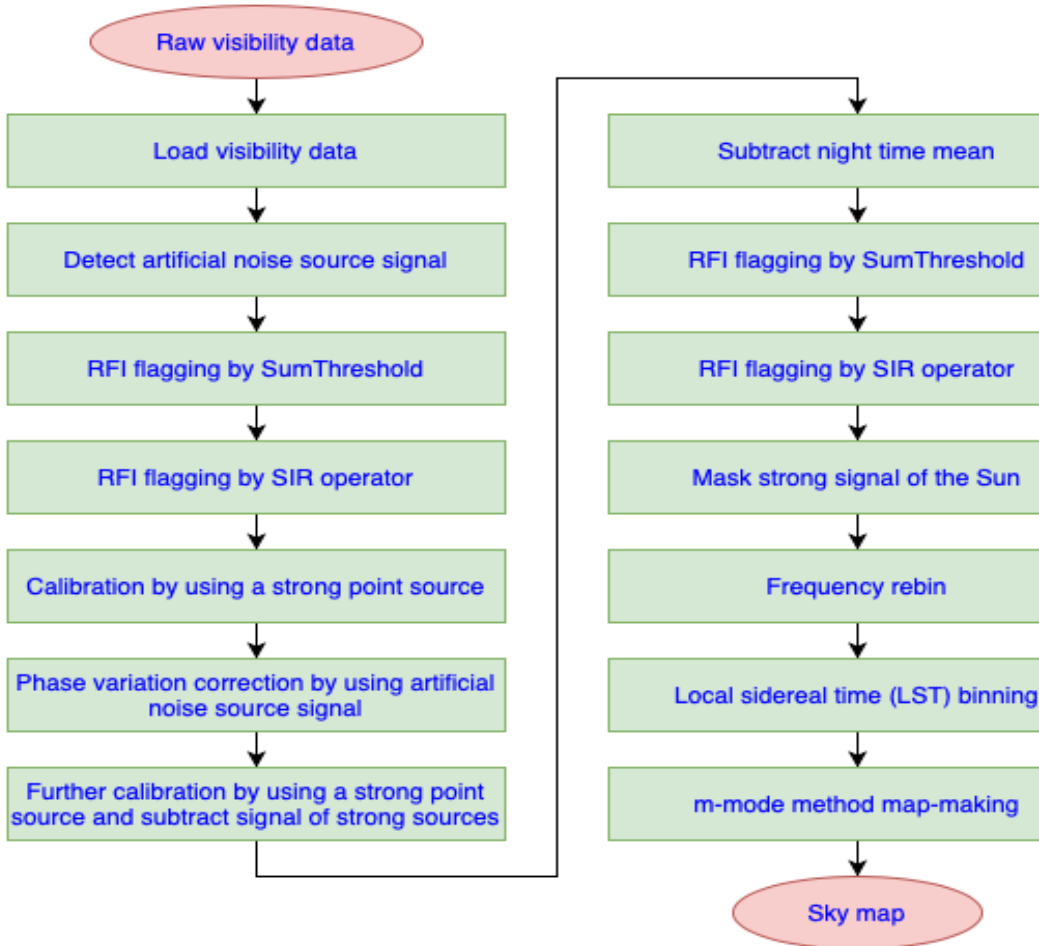 Raw visibility data
Load visibility data
Detect artificial noise source signal
RFI flagging by SumThreshold
RFI flagging by SIR operator
Calibration by using a strong point source
Phase variation correction by using artificial
noise source signal
Further calibration by using a strong point
source and subtract signal of strong sources
Subtract night time mean
RFI flagging by SumThreshold
RFI flagging by SIR operator
Mask strong signal of the Sun
Frequency rebin
Local sidereal time (LST) binning
m-mode method map-making
Sky map